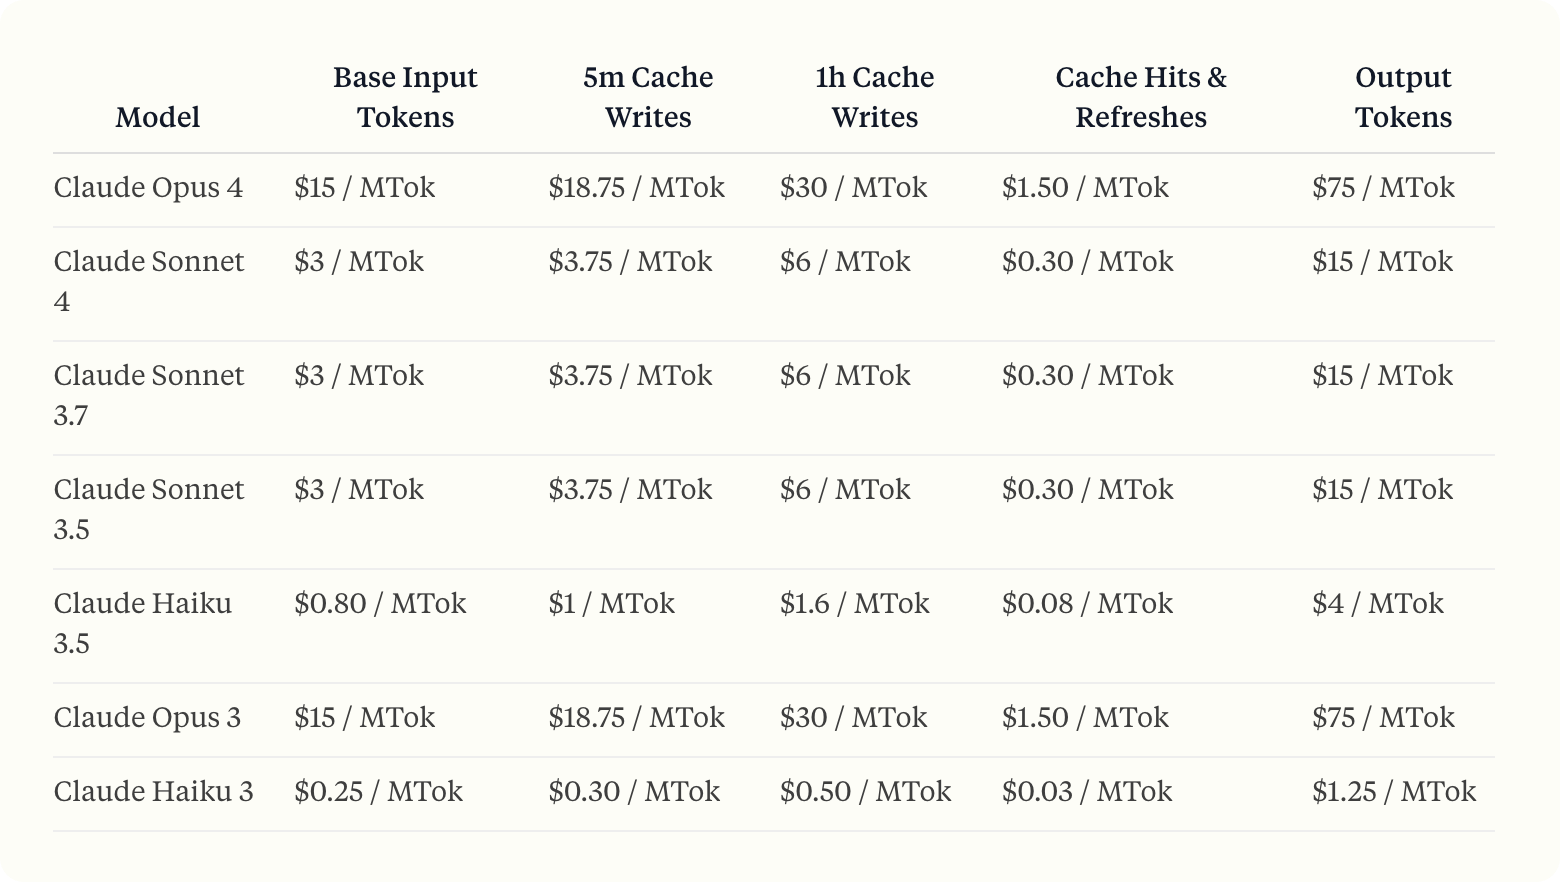 Model Base Input Tokens 5m Cache Writes 1h Cache Writes Cache Hits & Refreshes Output Tokens
Claude Opus 4 $15 / MTok $18.75 / MTok $30 / MTok $1.50 / MTok $75 / MTok
Claude Sonnet 4 $3 / MTok $3.75 / MTok $6 / MTok $0.30 / MTok $15 / MTok
Claude Sonnet 3.7 $3 / MTok $3.75 / MTok $6 / MTok $0.30 / MTok $15 / MTok
Claude Sonnet 3.5 $3 / MTok $3.75 / MTok $6 / MTok $0.30 / MTok $15 / MTok
Claude Haiku 3.5 $0.80 / MTok $1 / MTok $1.6 / MTok $0.08 / MTok $4 / MTok
Claude Opus 3 $15 / MTok $18.75 / MTok $30 / MTok $1.50 / MTok $75 / MTok
Claude Haiku 3 $0.25 / MTok $0.30 / MTok $0.50 / MTok $0.03 / MTok $1.25 / MTok